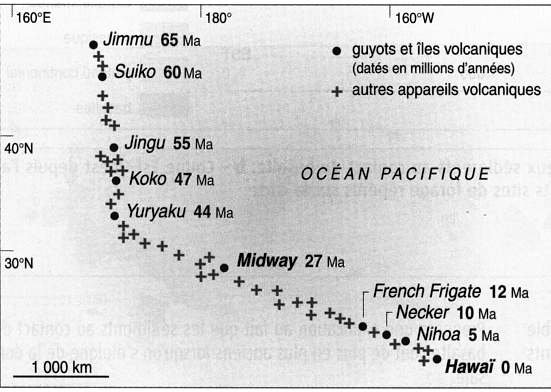 160°E
180°
160°W
Jimmu 65 Ma
guyots et îles volcaniques
(datés en millions d'années)
Suiko 60 Ma
autres appareils volcaniques
40°N
Jingu 55 Ma
OCÉAN PACIFIQUE
Koko 47 Ma
Yuryaku 44 Ma
30°N
Midway 27 Ma
French Frigate 12 Ma
Necker 10 Ma
Nihoa 5 Ma
1 000 km
Hawaï 0 Ma